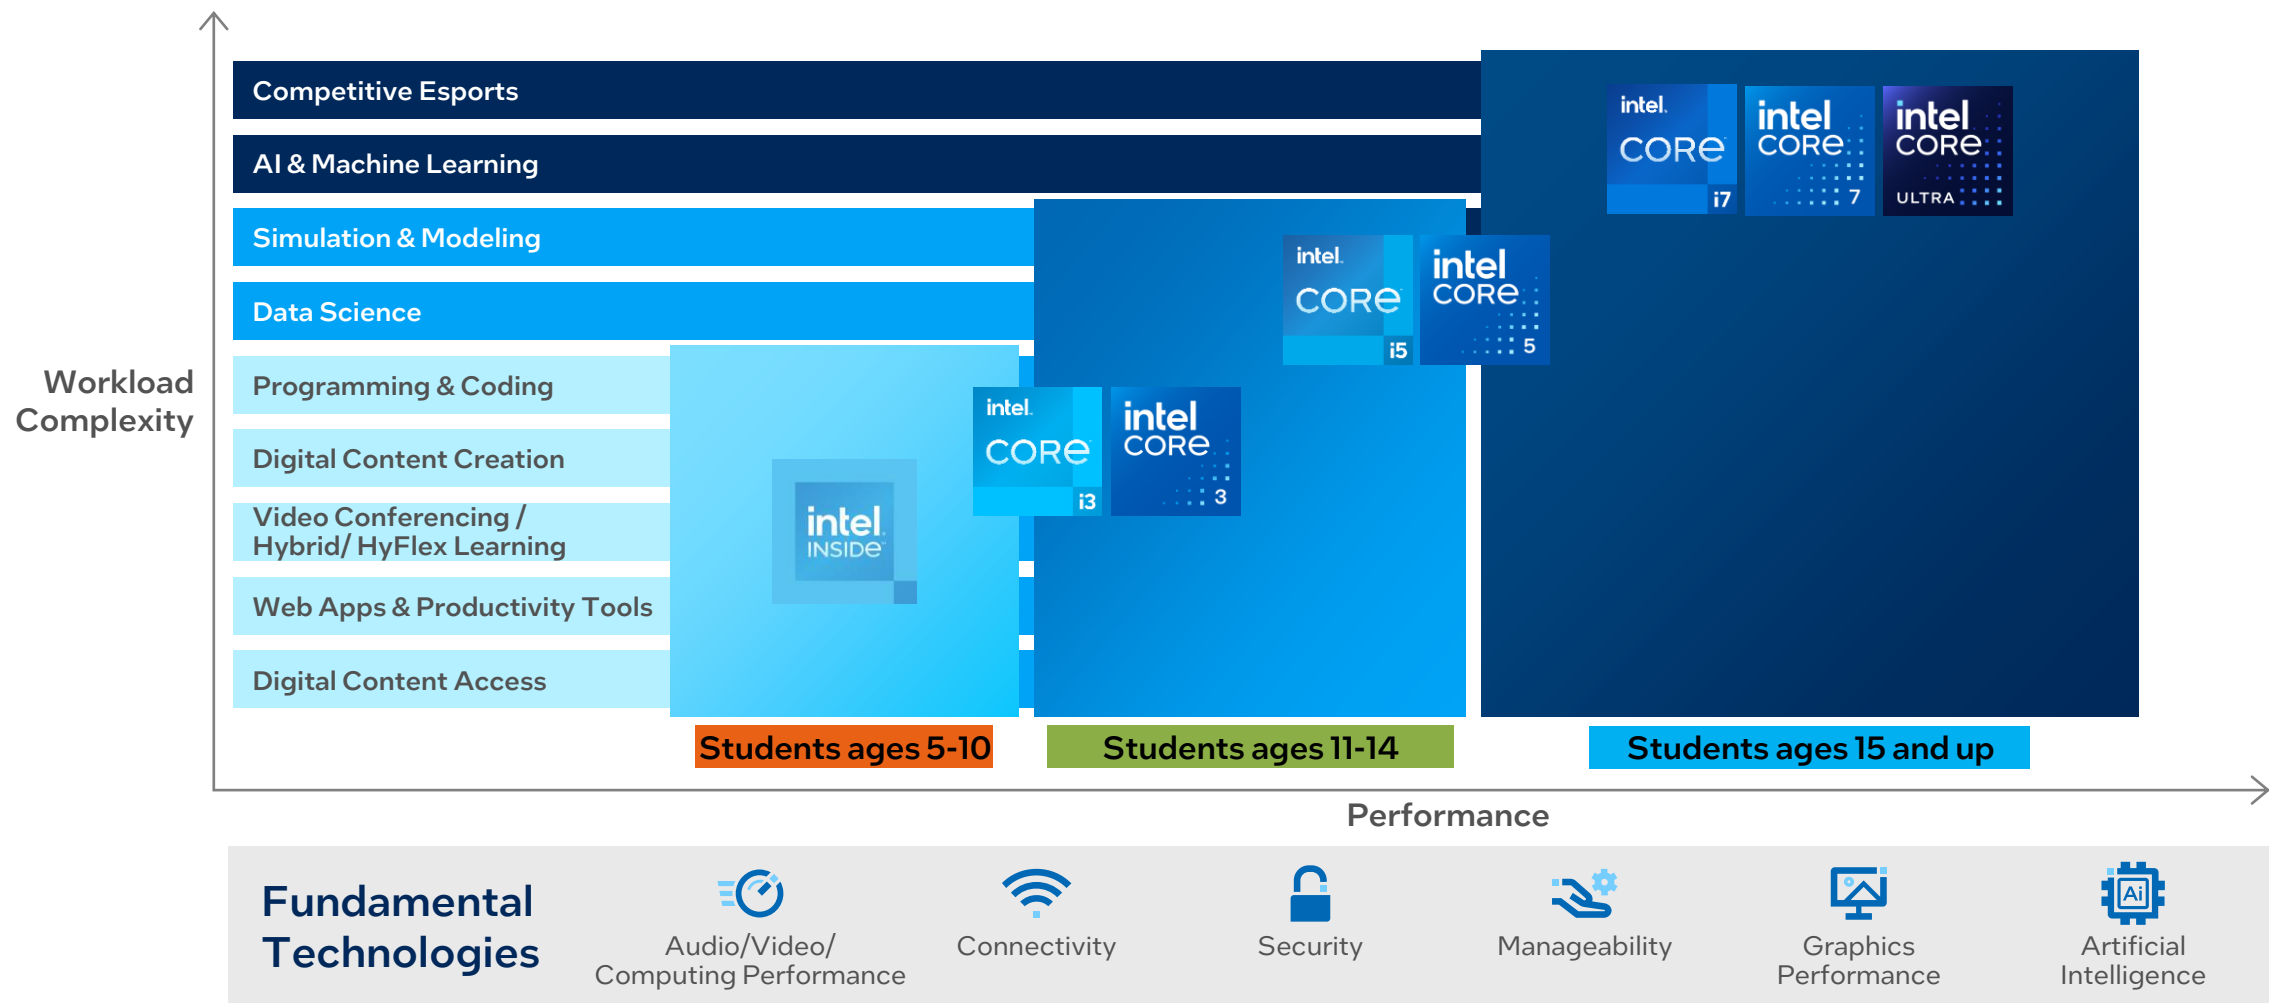 Competitive Esports
AI & Machine Learning
Simulation & Modeling
Data Science
Programming & Coding
Digital Content Creation
Video Conferencing /
Hybrid/ HyFlex Learning
Web Apps & Productivity Tools
Digital Content Access
Workload
Complexity
intel.
CORE
i7
intel
CORE
7
intel
CORE
ULTRA
intel.
CORE
i5
intel
CORE
5
intel.
CORE
i3
intel
CORE
3
intel.
INSIDE™
Students ages 5-10
Students ages 11-14
Students ages 15 and up
Performance
Fundamental
Technologies
Audio/Video/
Computing Performance
Connectivity
Security
Manageability
Graphics
Performance
Ai
Artificial
Intelligence